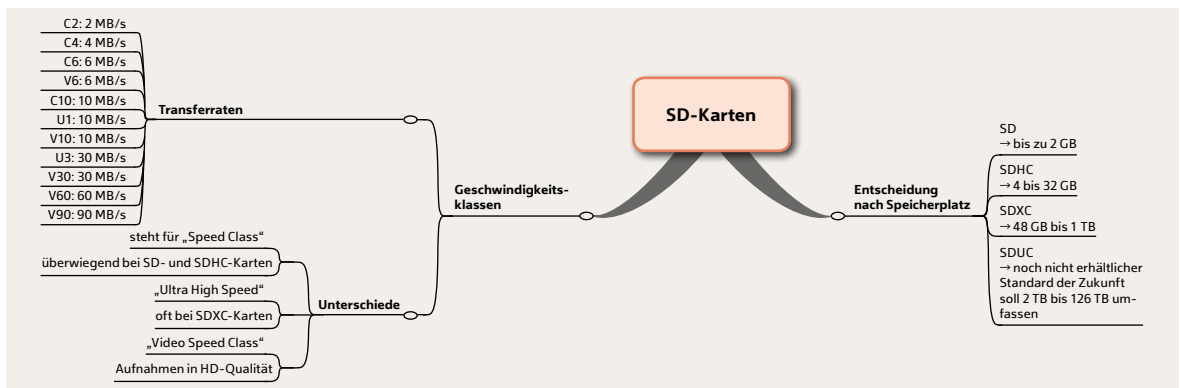 SD-Karten
Geschwindigkeits-
klassen
Transferraten
C2: 2 MB/s
C4: 4 MB/s
C6: 6 MB/s
V6: 6 MB/s
C10: 10 MB/s
U1: 10 MB/s
V10: 10 MB/s
U3: 30 MB/s
V30: 30 MB/s
V60: 60 MB/s
V90: 90 MB/s
Unterschiede
steht für „Speed Class“
überwiegend bei SD- und SDHC-Karten
„Ultra High Speed“
oft bei SDXC-Karten
„Video Speed Class“
Aufnahmen in HD-Qualität
Entscheidung
nach Speicherplatz
SD
→ bis zu 2 GB
SDHC
→ 4 bis 32 GB
SDXC
→ 48 GB bis 1 TB
SDUC
→ noch nicht erhältlicher
Standard der Zukunft
soll 2 TB bis 126 TB um-
fassen